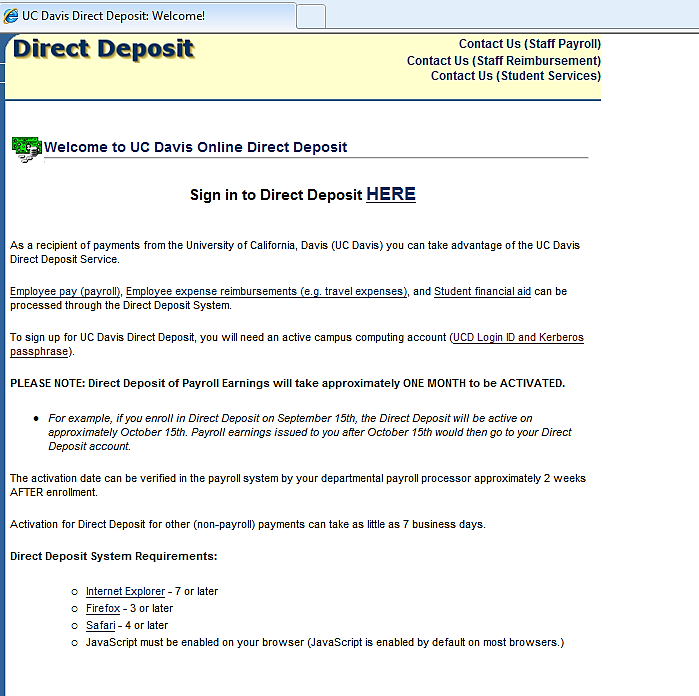 UC Davis Direct Deposit: Welcome!
Direct Deposit
Contact Us (Staff Payroll)
Contact Us (Staff Reimbursement)
Contact Us (Student Services)
Welcome to UC Davis Online Direct Deposit
Sign in to Direct Deposit HERE
As a recipient of payments from the University of California, Davis (UC Davis) you can take advantage of the UC Davis
Direct Deposit Service.
Employee pay (payroll), Employee expense reimbursements (e.g. travel expenses), and Student financial aid can be
processed through the Direct Deposit System.
To sign up for UC Davis Direct Deposit, you will need an active campus computing account (UCD Login ID and Kerberos
passphrase).
PLEASE NOTE: Direct Deposit of Payroll Earnings will take approximately ONE MONTH to be ACTIVATED.
• For example, if you enroll in Direct Deposit on September 15th, the Direct Deposit will be active on
approximately October 15th. Payroll earnings issued to you after October 15th would then go to your Direct
Deposit account.
The activation date can be verified in the payroll system by your departmental payroll processor approximately 2 weeks
AFTER enrollment.
Activation for Direct Deposit for other (non-payroll) payments can take as little as 7 business days.
Direct Deposit System Requirements:
○ Internet Explorer - 7 or later
○ Firefox - 3 or later
○ Safari - 4 or later
○ JavaScript must be enabled on your browser (JavaScript is enabled by default on most browsers.)